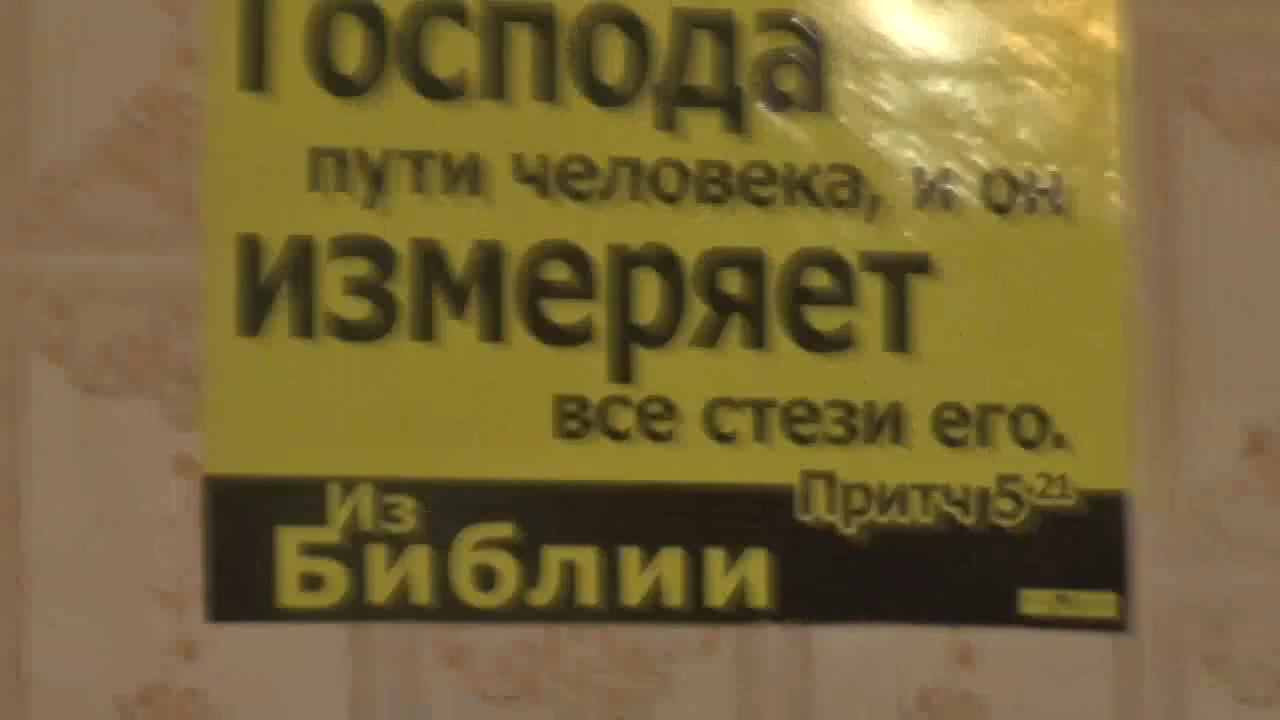 Господа
пути человека, и он
измеряет
все стези его.
Притч 5 21
Из
Библии